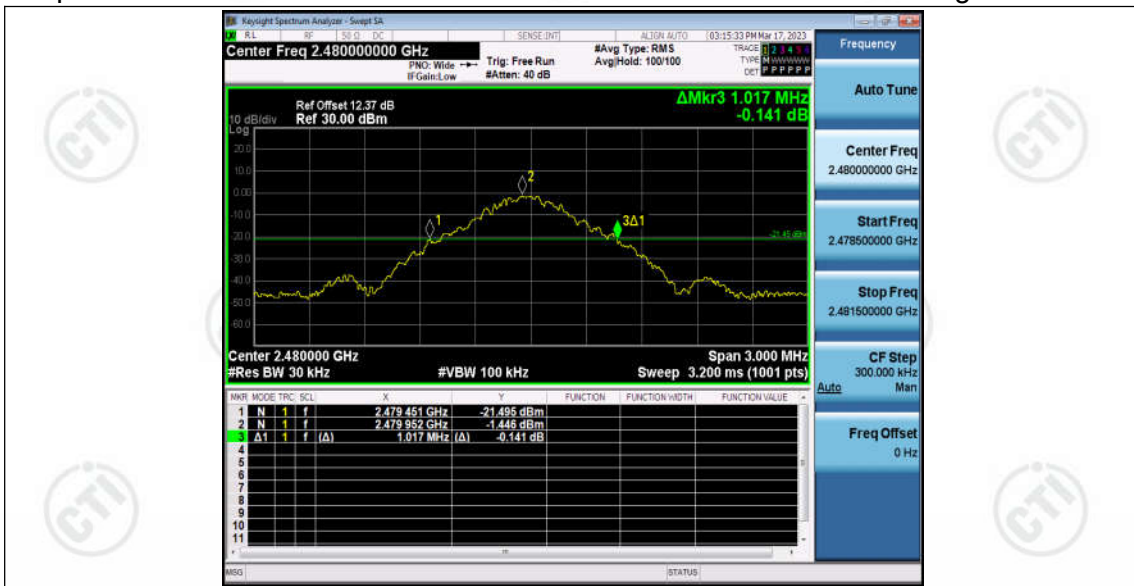 Keysight Spectrum Analyzer - Swept SA
RL RF 50 Ω DC SENSE:INT ALIGN AUTO 03:15:33 PM Mar 17, 2023
Center Freq 2.480000000 GHz #Avg Type: RMS TRACE 1 2 3 4 5 6
PNO: Wide Trig: Free Run Avg|Hold: 100/100 TYPE M WWWWW
IFGain:Low #Atten: 40 dB DET P P P P P P
Ref Offset 12.37 dB ΔMkr3 1.017 MHz
10 dB/div Ref 30.00 dBm -0.141 dB
Log
20.0
10.0
0.00
-10.0
-20.0
-30.0
-40.0
-50.0
-60.0
1
2
3Δ1
-21.45 dBm
Center 2.480000 GHz Span 3.000 MHz
#Res BW 30 kHz #VBW 100 kHz Sweep 3.200 ms (1001 pts)
MKR MODE TRC SCL X Y FUNCTION FUNCTION WIDTH FUNCTION VALUE
1 N 1 f 2.479 451 GHz -21.495 dBm
2 N 1 f 2.479 952 GHz -1.446 dBm
3 Δ1 1 f (Δ) 1.017 MHz (Δ) -0.141 dB
4
5
6
7
8
9
10
11
MSG STATUS
Frequency
Auto Tune
Center Freq
2.480000000 GHz
Start Freq
2.478500000 GHz
Stop Freq
2.481500000 GHz
CF Step
300.000 kHz
Auto Man
Freq Offset
0 Hz
CTI
CTI
CTI
CTI